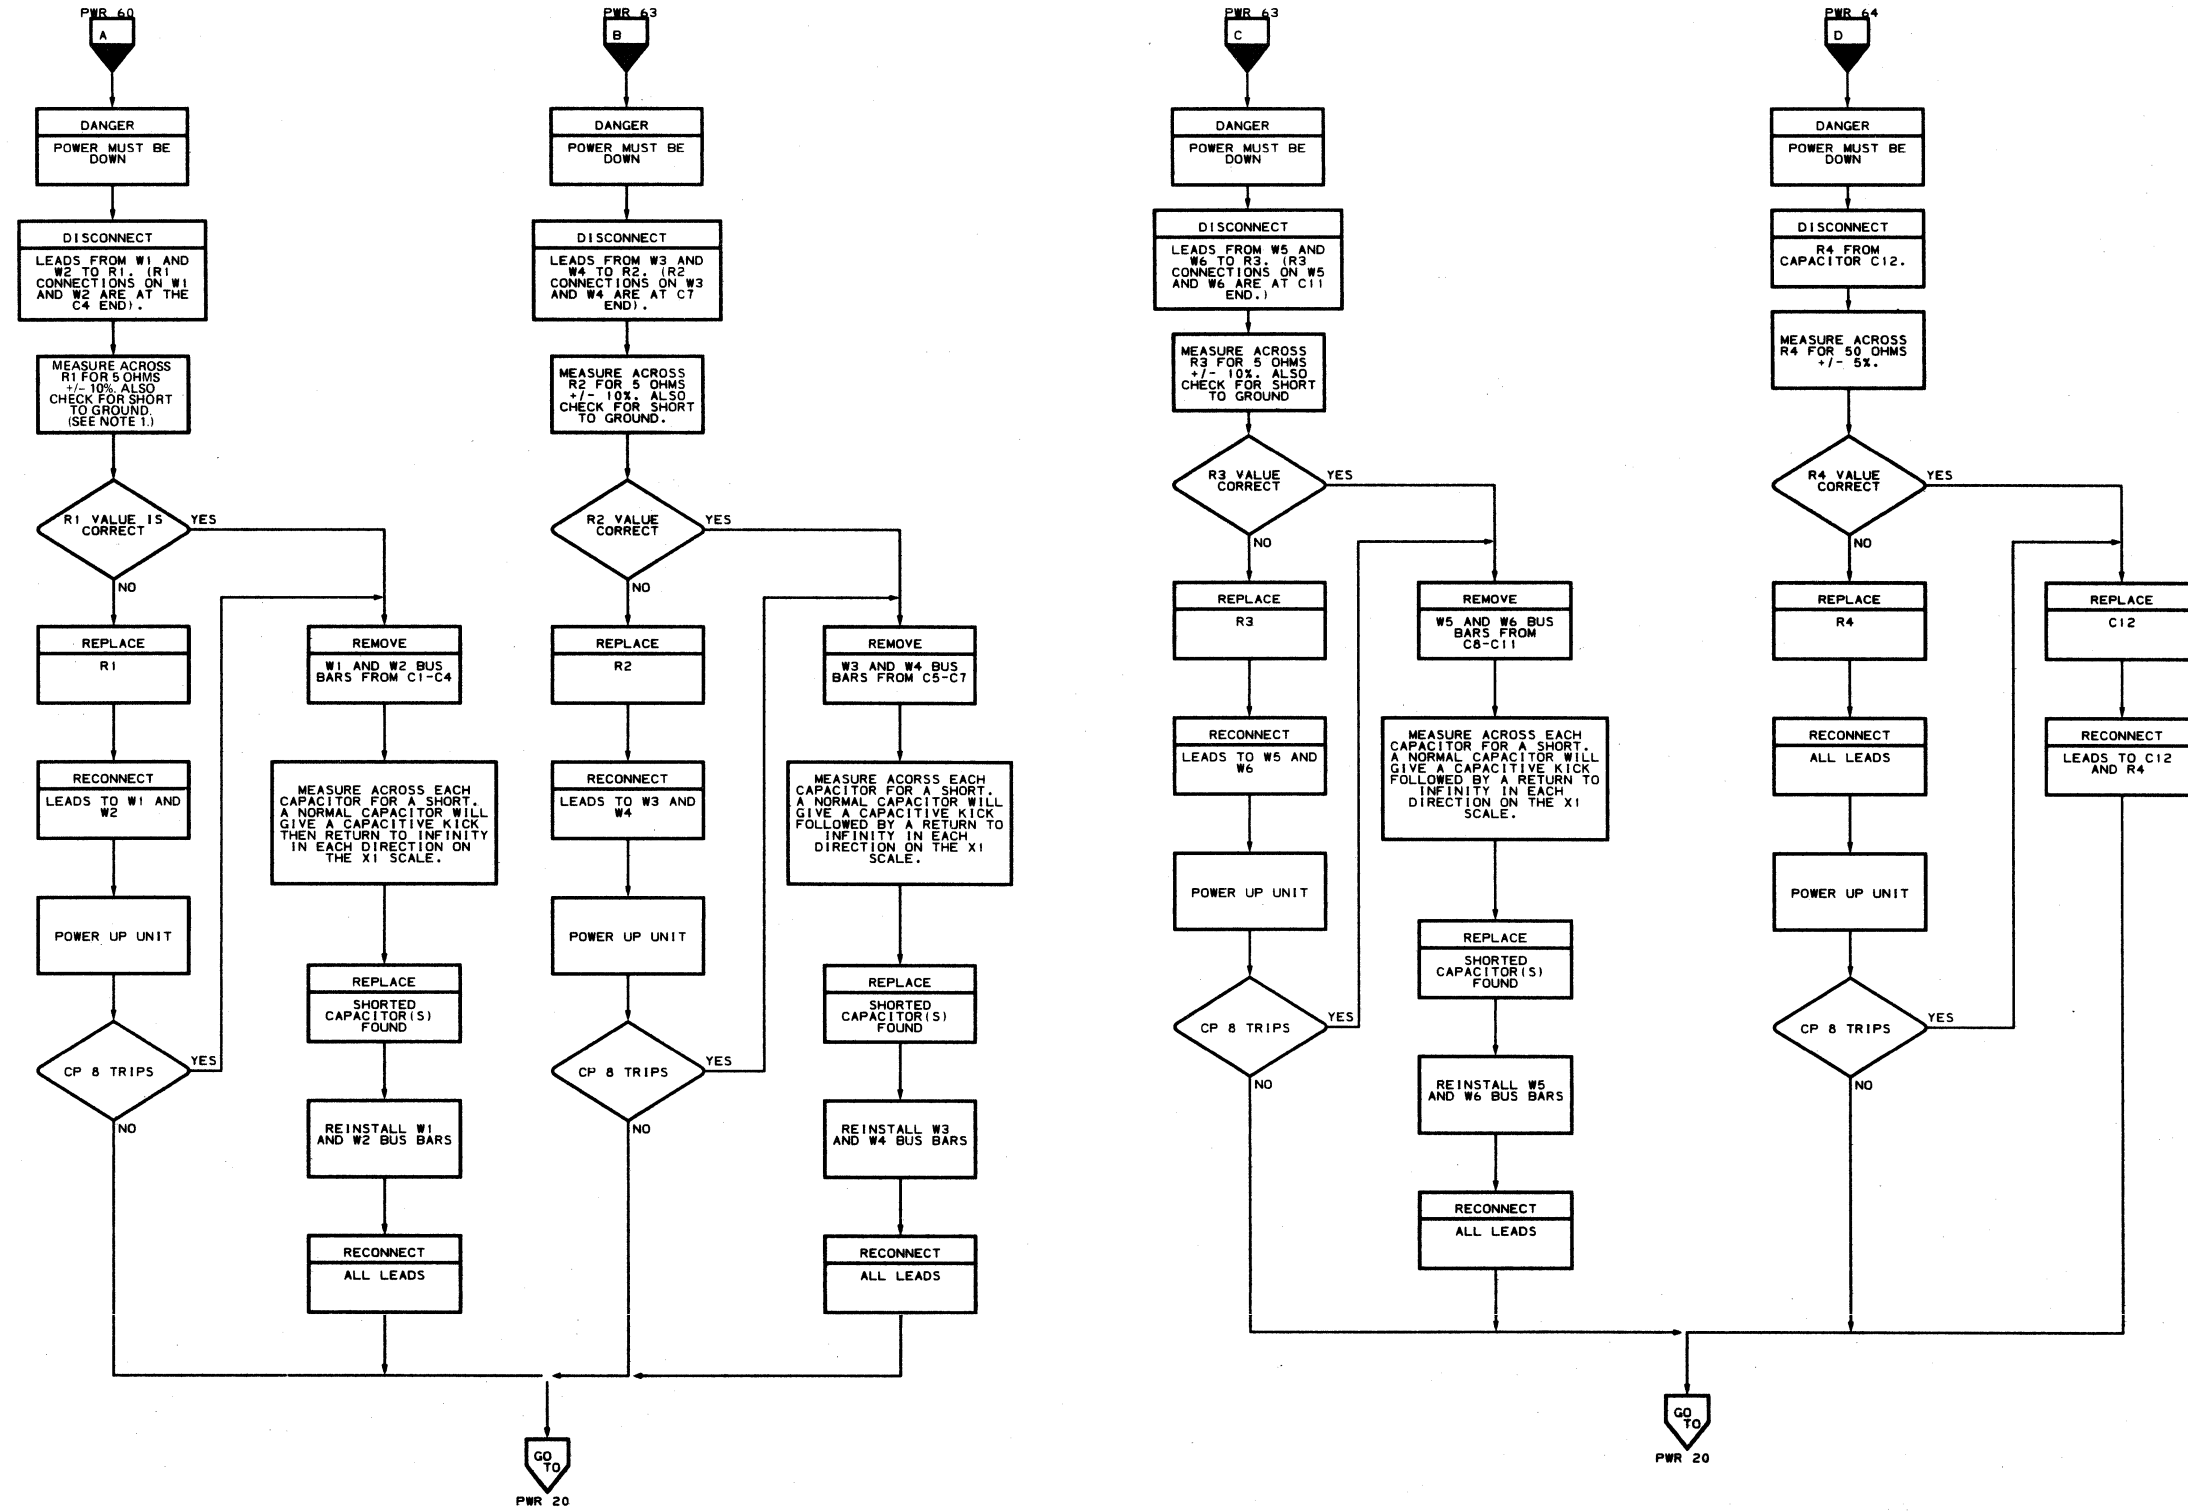 PWR 60
A
DANGER
POWER MUST BE
DOWN
DISCONNECT
LEADS FROM W1 AND
W2 TO R1. (R1
CONNECTIONS ON W1
AND W2 ARE AT THE
C4 END).
MEASURE ACROSS
R1 FOR 5 OHMS
+/- 10%. ALSO
CHECK FOR SHORT
TO GROUND.
(SEE NOTE 1.)
R1 VALUE IS
CORRECT
YES
NO
REPLACE
R1
RECONNECT
LEADS TO W1 AND
W2
POWER UP UNIT
CP 8 TRIPS
YES
NO
REMOVE
W1 AND W2 BUS
BARS FROM C1-C4
MEASURE ACROSS EACH
CAPACITOR FOR A SHORT.
A NORMAL CAPACITOR WILL
GIVE A CAPACITIVE KICK
THEN RETURN TO INFINITY
IN EACH DIRECTION ON
THE X1 SCALE.
REPLACE
SHORTED
CAPACITOR(S)
FOUND
REINSTALL W1
AND W2 BUS BARS
RECONNECT
ALL LEADS
PWR 63
B
DANGER
POWER MUST BE
DOWN
DISCONNECT
LEADS FROM W3 AND
W4 TO R2. (R2
CONNECTIONS ON W3
AND W4 ARE AT C7
END).
MEASURE ACROSS
R2 FOR 5 OHMS
+/- 10%. ALSO
CHECK FOR SHORT
TO GROUND.
R2 VALUE
CORRECT
YES
NO
REPLACE
R2
RECONNECT
LEADS TO W3 AND
W4
POWER UP UNIT
CP 8 TRIPS
YES
NO
REMOVE
W3 AND W4 BUS
BARS FROM C5-C7
MEASURE ACORSS EACH
CAPACITOR FOR A SHORT.
A NORMAL CAPACITOR WILL
GIVE A CAPACITIVE KICK
FOLLOWED BY A RETURN TO
INFINITY IN EACH
DIRECTION ON THE X1
SCALE.
REPLACE
SHORTED
CAPACITOR(S)
FOUND
REINSTALL W3
AND W4 BUS BARS
RECONNECT
ALL LEADS
GO
TO
PWR 20
PWR 63
C
DANGER
POWER MUST BE
DOWN
DISCONNECT
LEADS FROM W5 AND
W6 TO R3. (R3
CONNECTIONS ON W5
AND W6 ARE AT C11
END.)
MEASURE ACROSS
R3 FOR 5 OHMS
+/- 10%. ALSO
CHECK FOR SHORT
TO GROUND
R3 VALUE
CORRECT
YES
NO
REPLACE
R3
RECONNECT
LEADS TO W5 AND
W6
POWER UP UNIT
CP 8 TRIPS
YES
NO
REMOVE
W5 AND W6 BUS
BARS FROM
C8-C11
MEASURE ACROSS EACH
CAPACITOR FOR A SHORT.
A NORMAL CAPACITOR WILL
GIVE A CAPACITIVE KICK
FOLLOWED BY A RETURN TO
INFINITY IN EACH
DIRECTION ON THE X1
SCALE.
REPLACE
SHORTED
CAPACITOR(S)
FOUND
REINSTALL W5
AND W6 BUS BARS
RECONNECT
ALL LEADS
PWR 64
D
DANGER
POWER MUST BE
DOWN
DISCONNECT
R4 FROM
CAPACITOR C12.
MEASURE ACROSS
R4 FOR 50 OHMS
+/- 5%.
R4 VALUE
CORRECT
YES
NO
REPLACE
R4
RECONNECT
ALL LEADS
POWER UP UNIT
CP 8 TRIPS
YES
NO
REPLACE
C12
RECONNECT
LEADS TO C12
AND R4
GO
TO
PWR 20